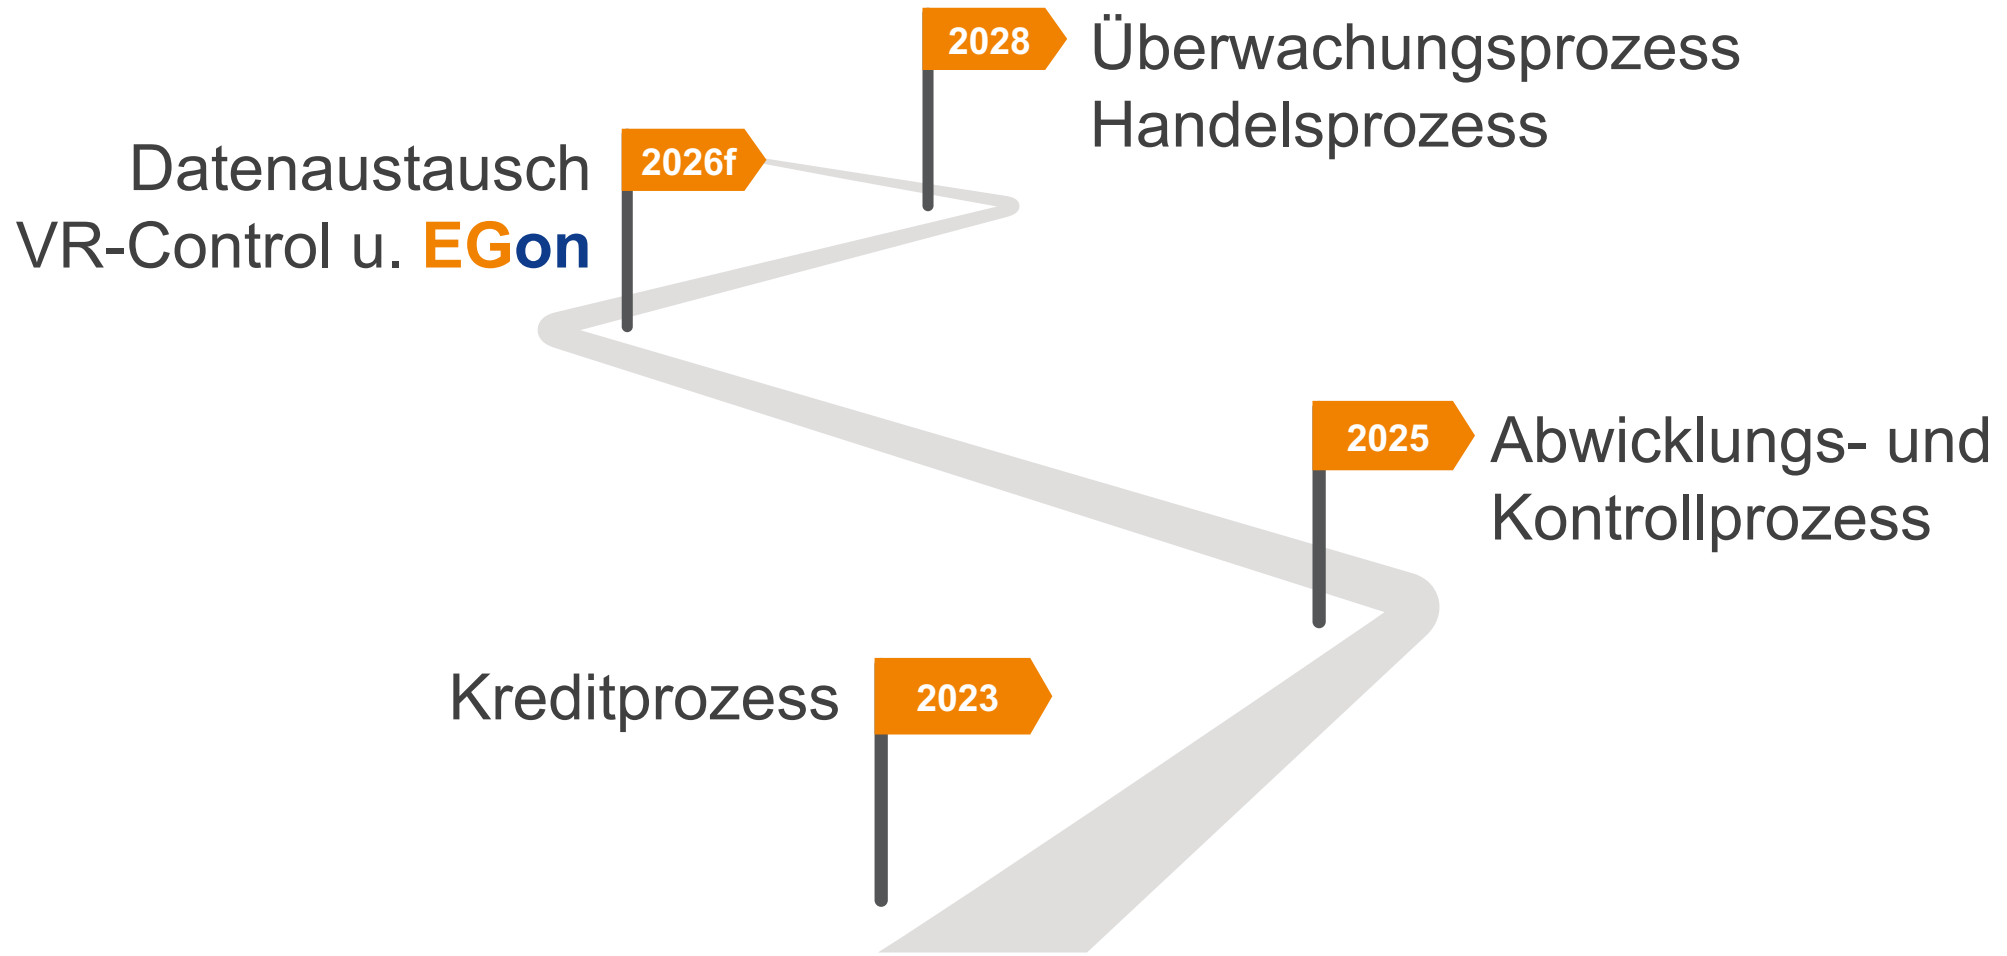 2028
Überwachungsprozess
Handelsprozess
2026f
Datenaustausch
VR-Control u. EGon
2025
Abwicklungs- und
Kontrollprozess
2023
Kreditprozess